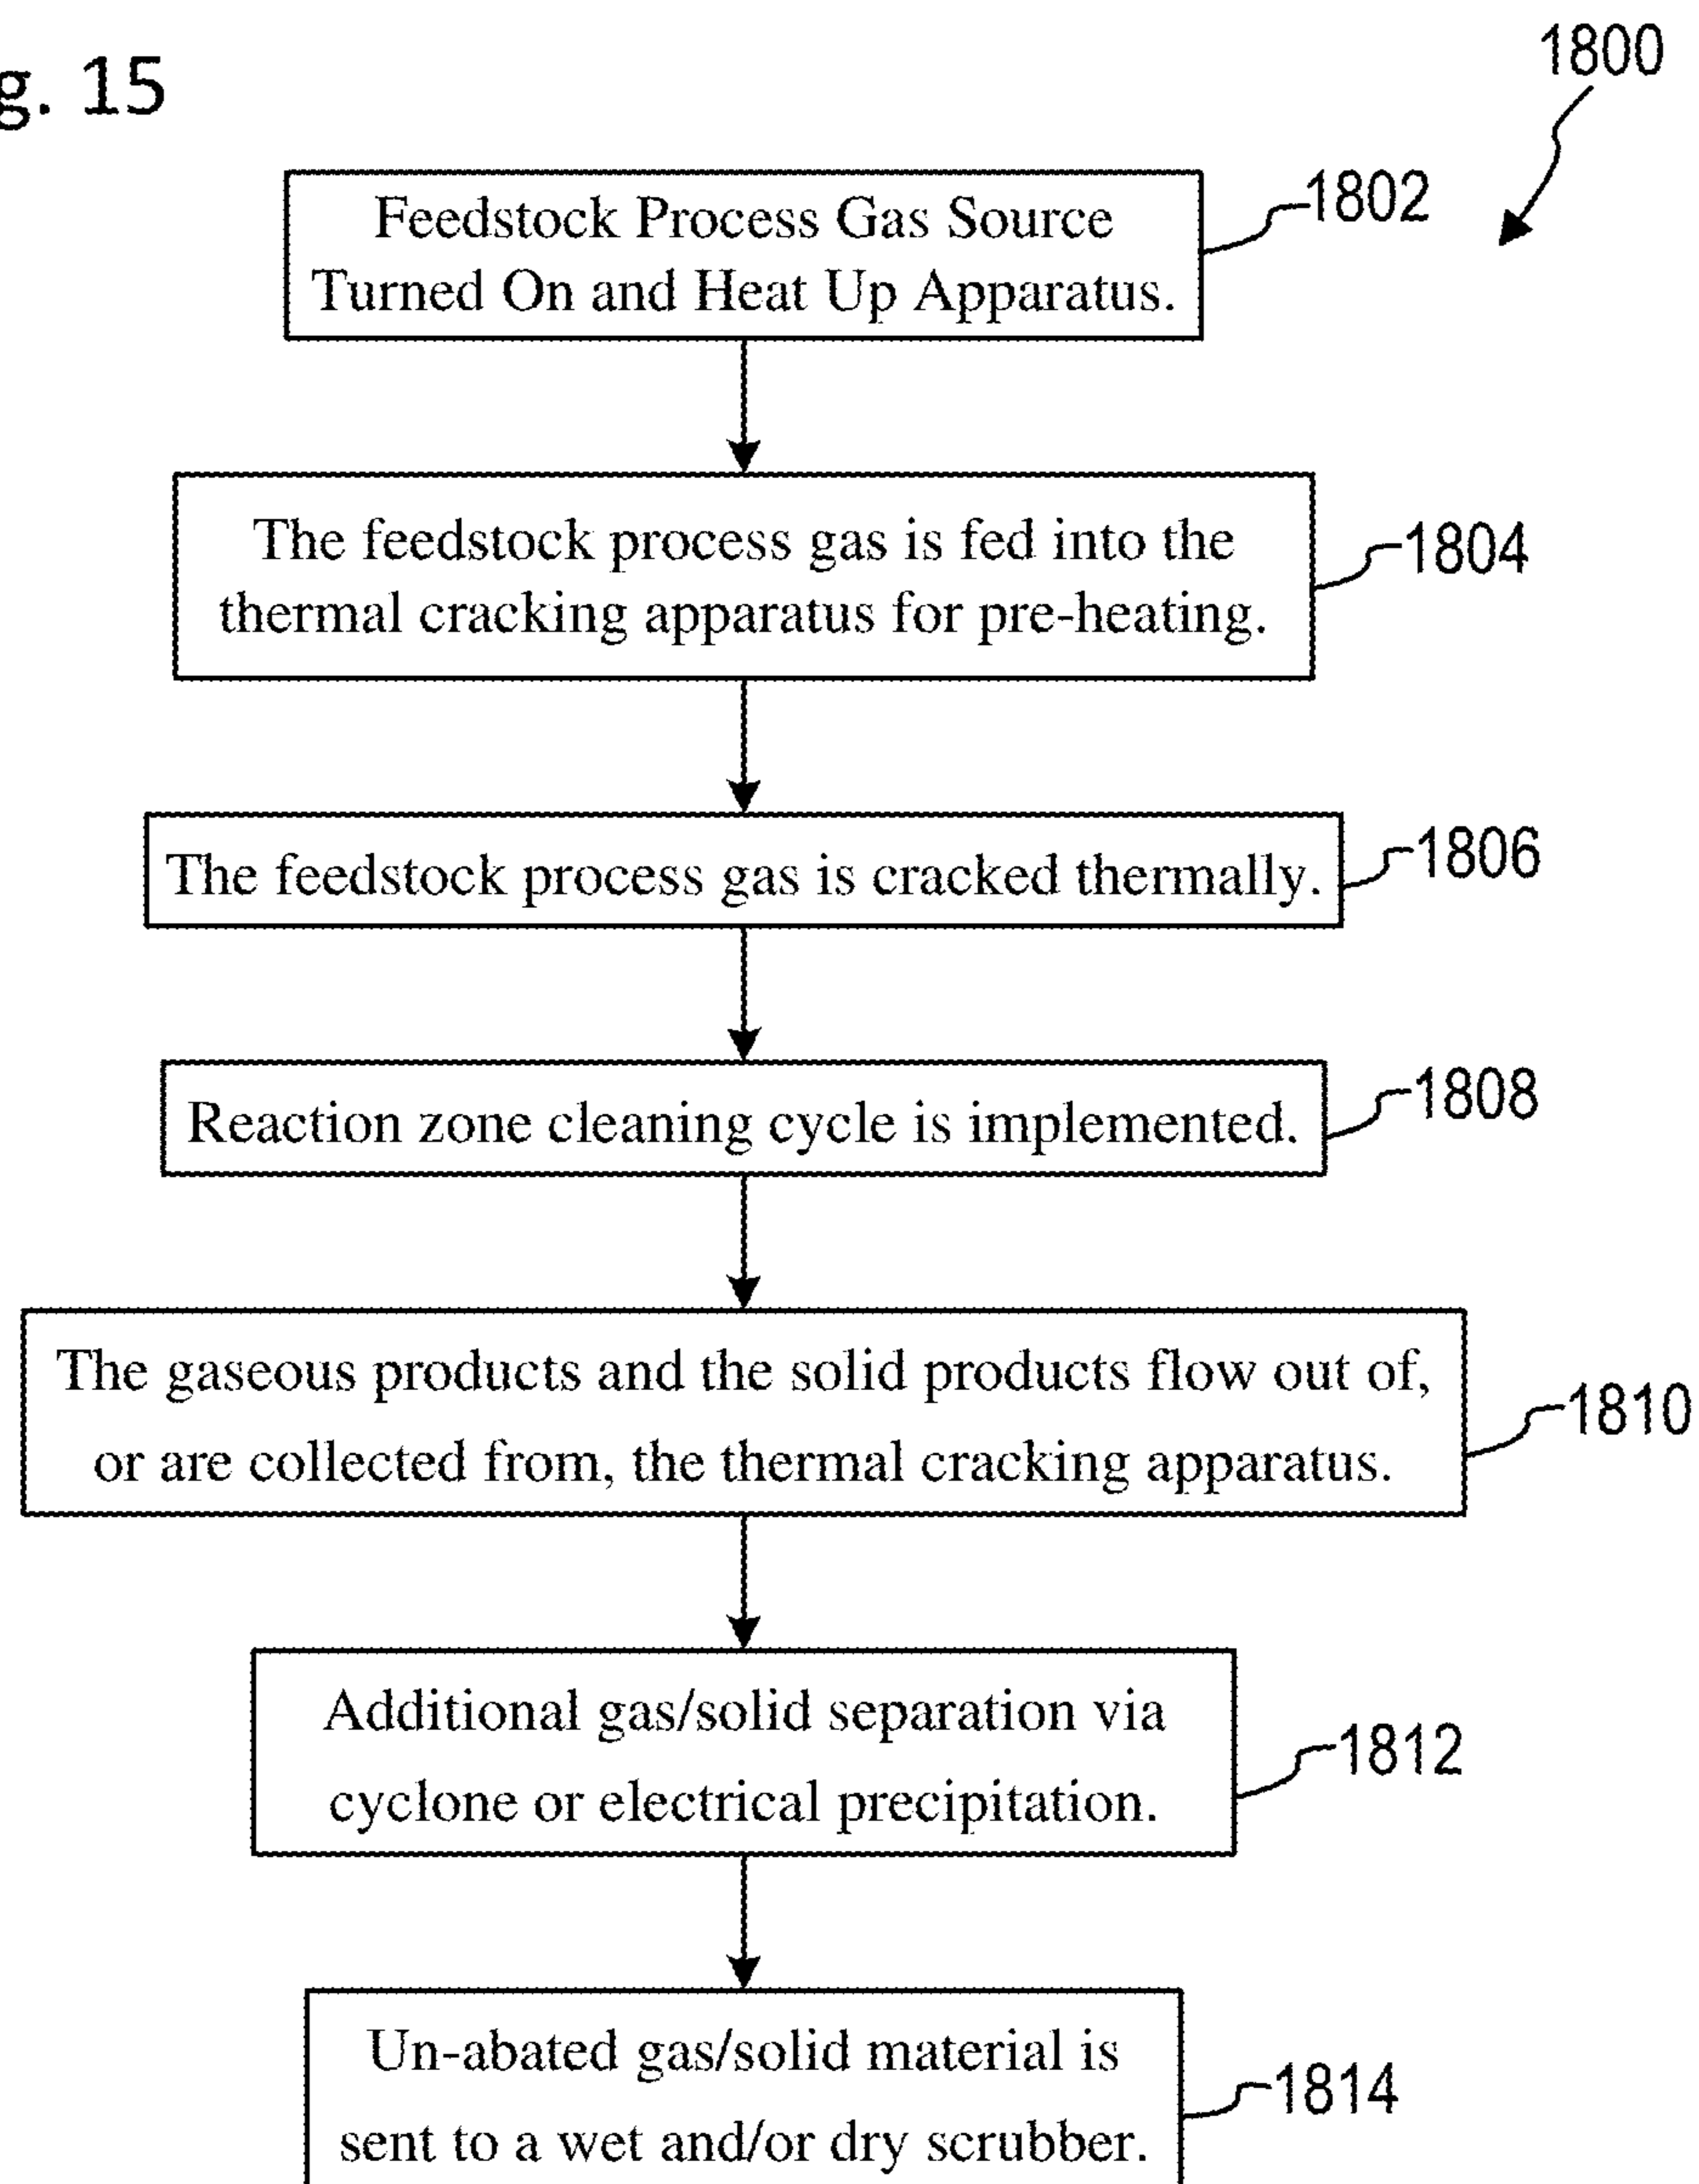 g. 15
1800
Feedstock Process Gas Source
Turned On and Heat Up Apparatus.
1802
The feedstock process gas is fed into the
thermal cracking apparatus for pre-heating.
1804
The feedstock process gas is cracked thermally.
1806
Reaction zone cleaning cycle is implemented.
1808
The gaseous products and the solid products flow out of,
or are collected from, the thermal cracking apparatus.
1810
Additional gas/solid separation via
cyclone or electrical precipitation.
1812
Un-abated gas/solid material is
sent to a wet and/or dry scrubber.
1814